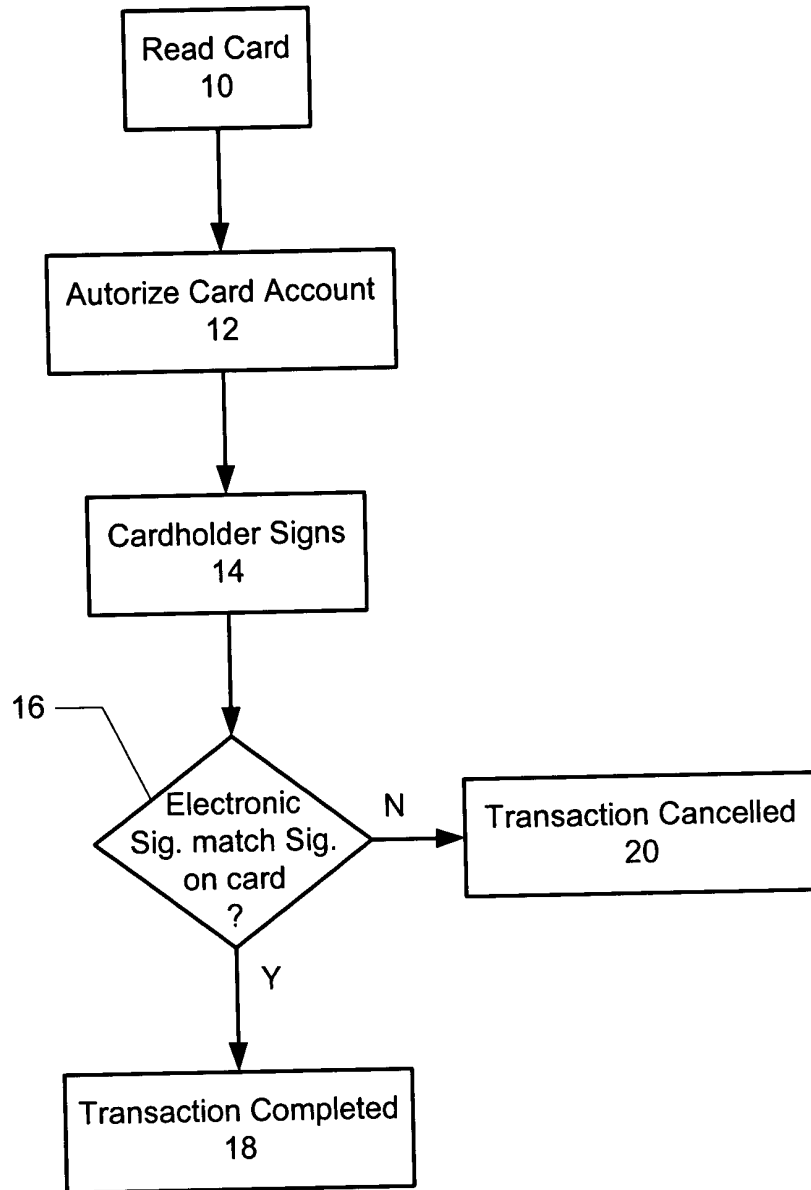 Read Card
10
Autorize Card Account
12
Cardholder Signs
14
16
Electronic
Sig. match Sig.
on card
?
N
Transaction Cancelled
20
Y
Transaction Completed
18